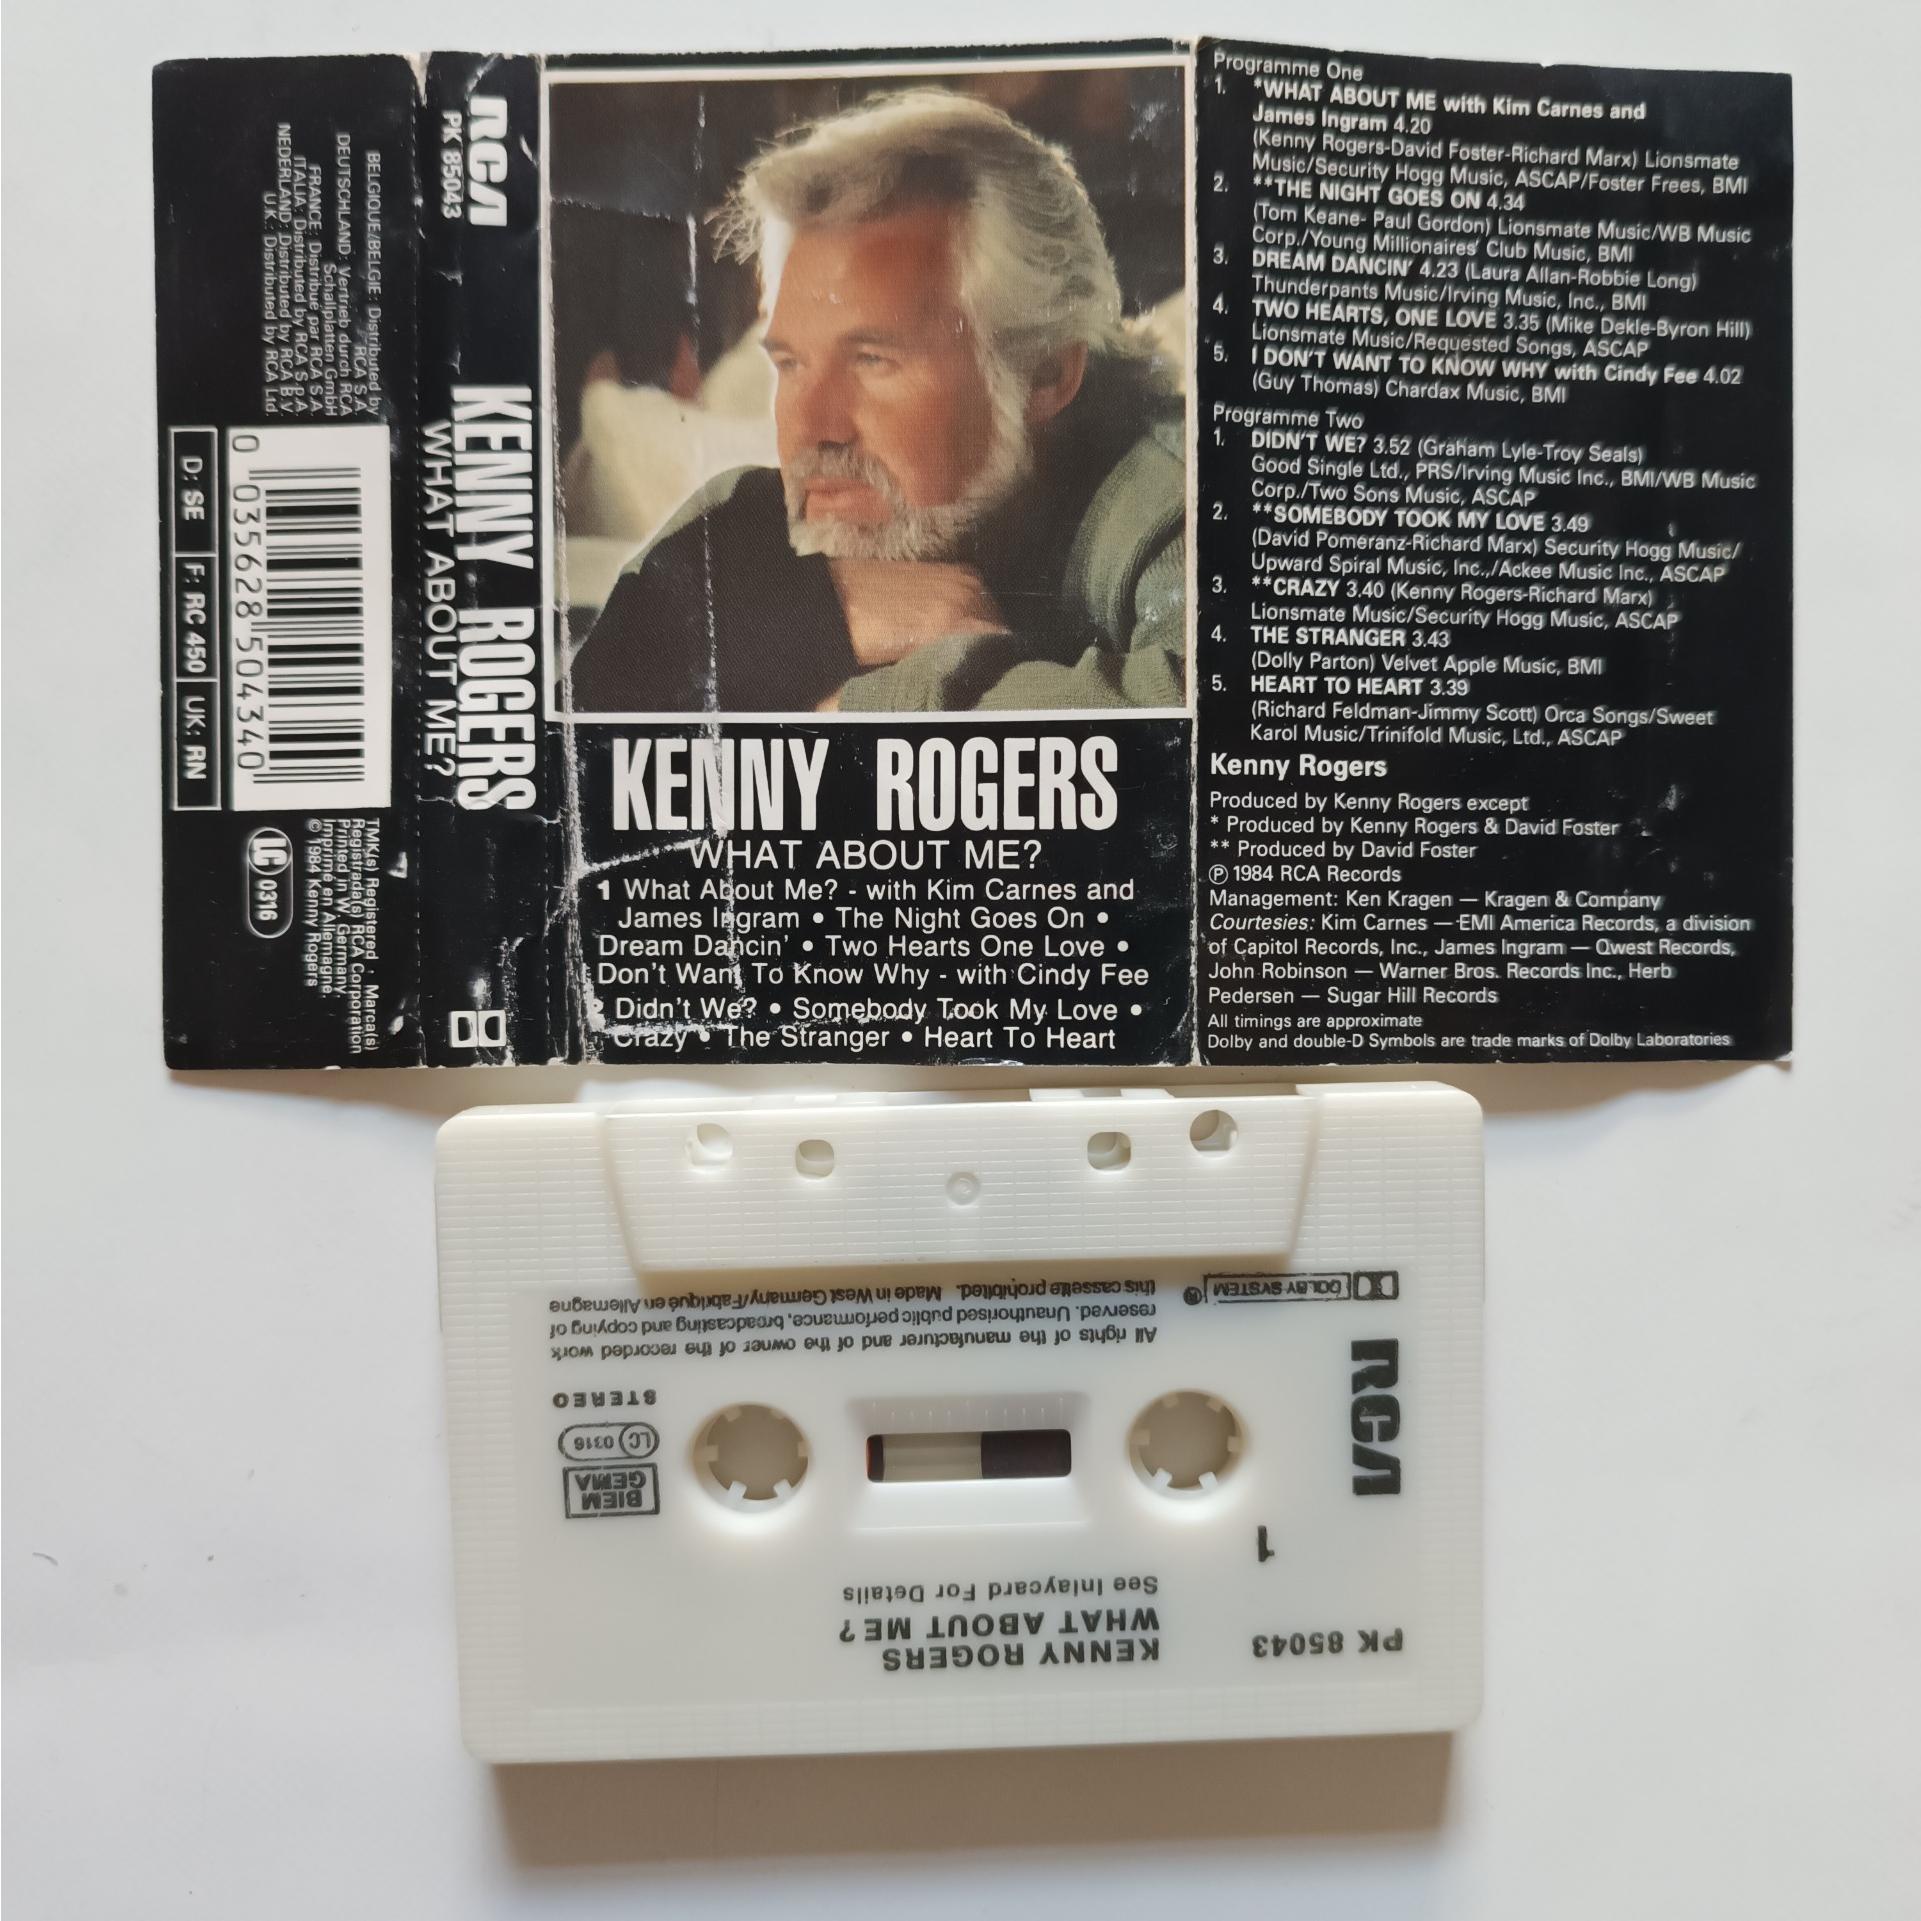 BELGIQUE/BELGIE: Distributed by
RCA S.A.
DEUTSCHLAND: Vertrieb durch RCA
Schallplatten GmbH
FRANCE: Distribué par RCA S.A.
ITALIA: Distributed by RCA S.p.A.
NEDERLAND: Distributed by RCA B.V.
U.K.: Distributed by RCA Ltd.
0 035628 504340
D: SE
F: RC 450
UK: RN
TMK(s) Registered · Marca(s)
Registrada(s) RCA Corporation
Printed in W. Germany.
Imprimé en Allemagne.
© 1984 Kenny Rogers
LC 0316
RCA
PK 85043
KENNY ROGERS
WHAT ABOUT ME?
KENNY ROGERS
WHAT ABOUT ME?
1 What About Me? - with Kim Carnes and
James Ingram • The Night Goes On •
Dream Dancin' • Two Hearts One Love •
I Don't Want To Know Why - with Cindy Fee
2 Didn't We? • Somebody Took My Love •
Crazy • The Stranger • Heart To Heart
Programme One
1. *WHAT ABOUT ME with Kim Carnes and
James Ingram 4.20
(Kenny Rogers-David Foster-Richard Marx) Lionsmate
Music/Security Hogg Music, ASCAP/Foster Frees, BMI
2. **THE NIGHT GOES ON 4.34
(Tom Keane- Paul Gordon) Lionsmate Music/WB Music
Corp./Young Millionaires' Club Music, BMI
3. DREAM DANCIN' 4.23 (Laura Allan-Robbie Long)
Thunderpants Music/Irving Music, Inc., BMI
4. TWO HEARTS, ONE LOVE 3.35 (Mike Dekle-Byron Hill)
Lionsmate Music/Requested Songs, ASCAP
5. I DON'T WANT TO KNOW WHY with Cindy Fee 4.02
(Guy Thomas) Chardax Music, BMI
Programme Two
1. DIDN'T WE? 3.52 (Graham Lyle-Troy Seals)
Good Single Ltd., PRS/Irving Music Inc., BMI/WB Music
Corp./Two Sons Music, ASCAP
2. **SOMEBODY TOOK MY LOVE 3.49
(David Pomeranz-Richard Marx) Security Hogg Music/
Upward Spiral Music, Inc.,/Ackee Music Inc., ASCAP
3. **CRAZY 3.40 (Kenny Rogers-Richard Marx)
Lionsmate Music/Security Hogg Music, ASCAP
4. THE STRANGER 3.43
(Dolly Parton) Velvet Apple Music, BMI
5. HEART TO HEART 3.39
(Richard Feldman-Jimmy Scott) Orca Songs/Sweet
Karol Music/Trinifold Music, Ltd., ASCAP
Kenny Rogers
Produced by Kenny Rogers except
* Produced by Kenny Rogers & David Foster
** Produced by David Foster
℗ 1984 RCA Records
Management: Ken Kragen — Kragen & Company
Courtesies: Kim Carnes — EMI America Records, a division
of Capitol Records, Inc., James Ingram — Qwest Records,
John Robinson — Warner Bros. Records Inc., Herb
Pedersen — Sugar Hill Records
All timings are approximate
Dolby and double-D Symbols are trade marks of Dolby Laboratories
PK 85043
KENNY ROGERS
WHAT ABOUT ME?
See Inlaycard For Details
1
RCA
BIEM
GEMA
LC 0316
STEREO
All rights of the manufacturer and of the owner of the recorded work
reserved. Unauthorised public performance, broadcasting and copying of
this cassette prohibited. Made in West Germany/Fabriqué en Allemagne
DOLBY SYSTEM ®